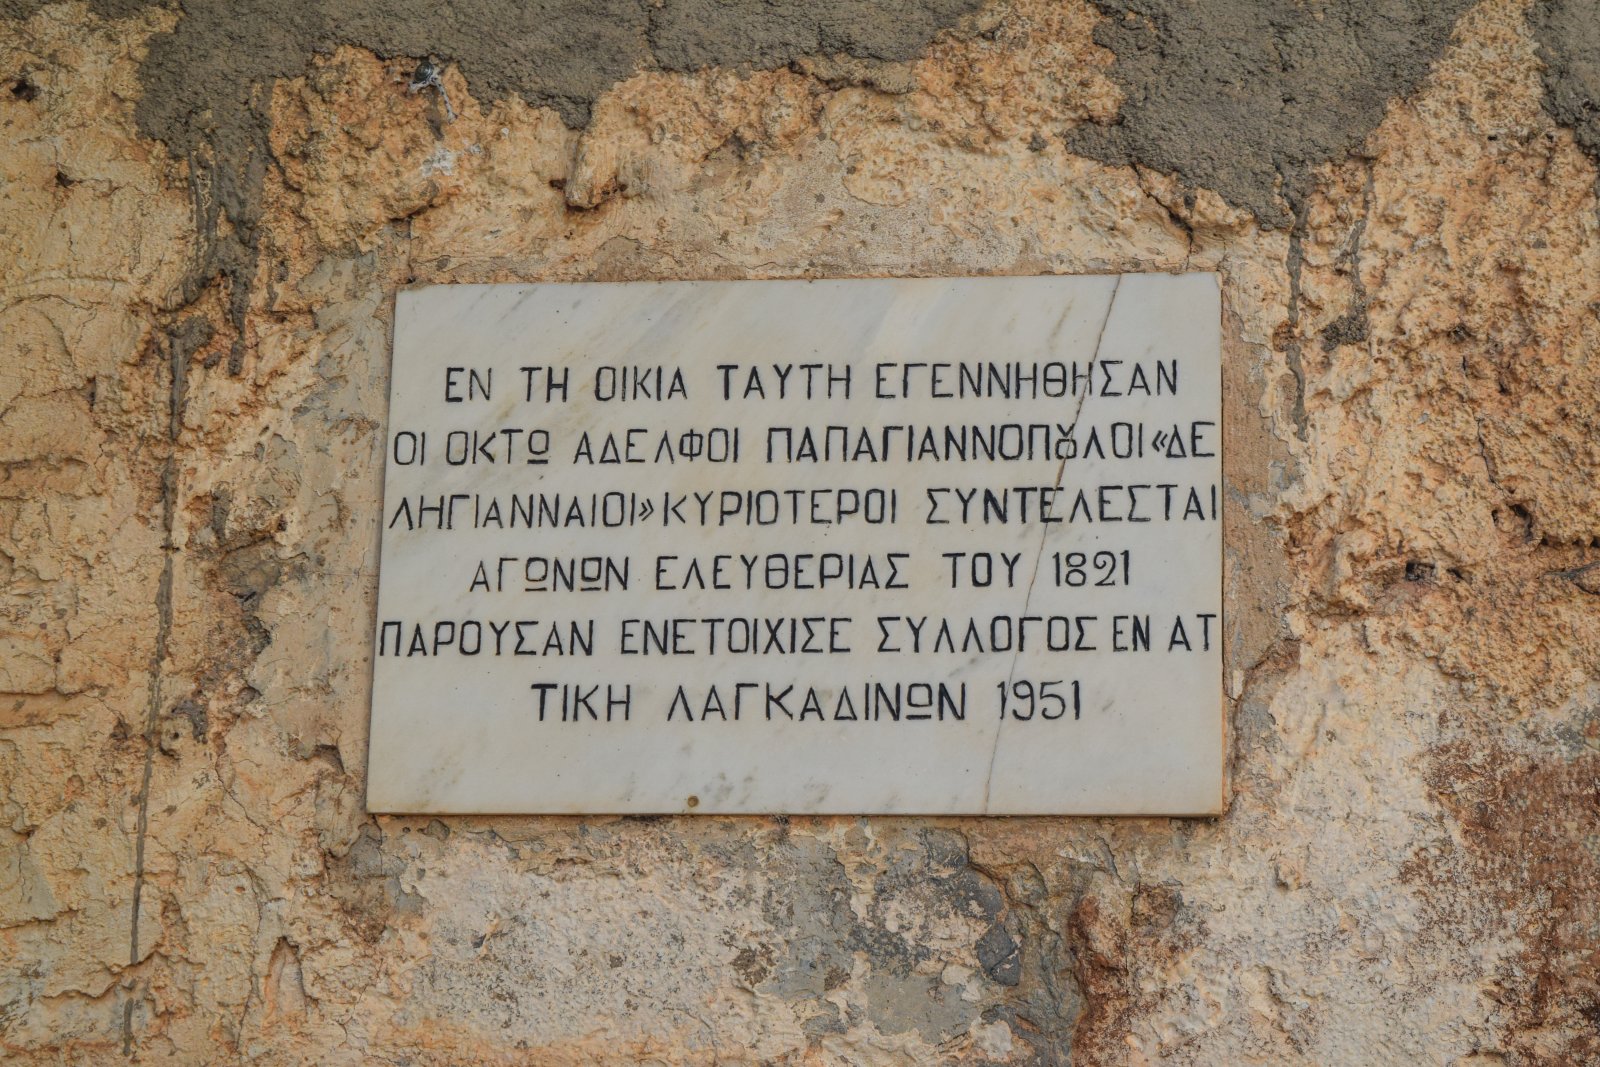 ΕΝ ΤΗ ΟΙΚΙΑ ΤΑΥΤΗ ΕΓΕΝΝΗΘΗΣΑΝ
ΟΙ ΟΚΤΩ ΑΔΕΛΦΟΙ ΠΑΠΑΓΙΑΝΝΟΠȢΛΟΙ «ΔΕ
ΛΗΓΙΑΝΝΑΙΟΙ» ΚΥΡΙΟΤΕΡΟΙ ΣΥΝΤΕΛΕΣΤΑΙ
ΑΓΩΝΩΝ ΕΛΕΥΘΕΡΙΑΣ ΤΟΥ 1821
ΠΑΡΟΥΣΑΝ ΕΝΕΤΟΙΧΙΣΕ ΣΥΛΛΟΓΟΣ ΕΝ ΑΤ
ΤΙΚΗ ΛΑΓΚΑΔΙΝΩΝ 1951